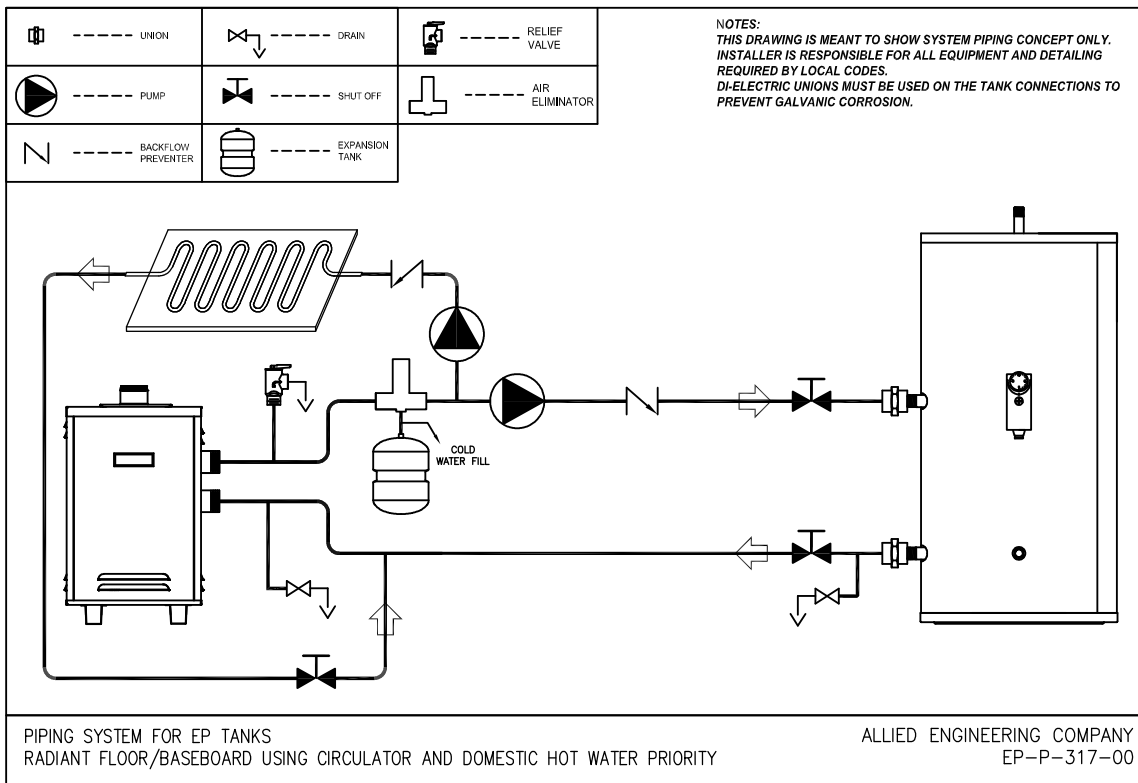 UNION
DRAIN
RELIEF
VALVE
PUMP
SHUT OFF
AIR
ELIMINATOR
BACKFLOW
PREVENTER
EXPANSION
TANK
NOTES:
THIS DRAWING IS MEANT TO SHOW SYSTEM PIPING CONCEPT ONLY.
INSTALLER IS RESPONSIBLE FOR ALL EQUIPMENT AND DETAILING
REQUIRED BY LOCAL CODES.
DI-ELECTRIC UNIONS MUST BE USED ON THE TANK CONNECTIONS TO
PREVENT GALVANIC CORROSION.
COLD
WATER FILL
PIPING SYSTEM FOR EP TANKS
RADIANT FLOOR/BASEBOARD USING CIRCULATOR AND DOMESTIC HOT WATER PRIORITY
ALLIED ENGINEERING COMPANY
EP-P-317-00